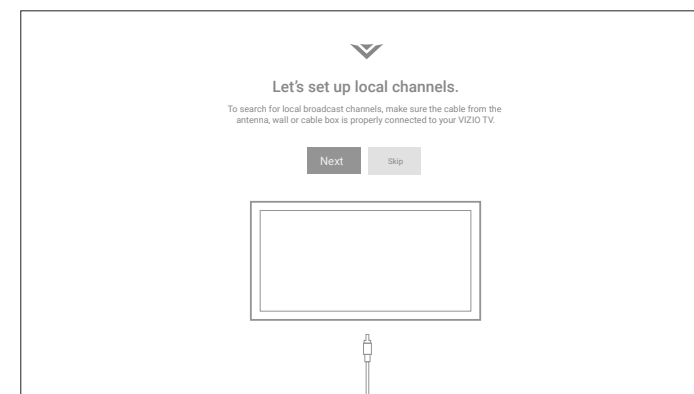 Let's set up local channels.
To search for local broadcast channels, make sure the cable from the
antenna, wall or cable box is properly connected to your VIZIO TV.
Next
Skip